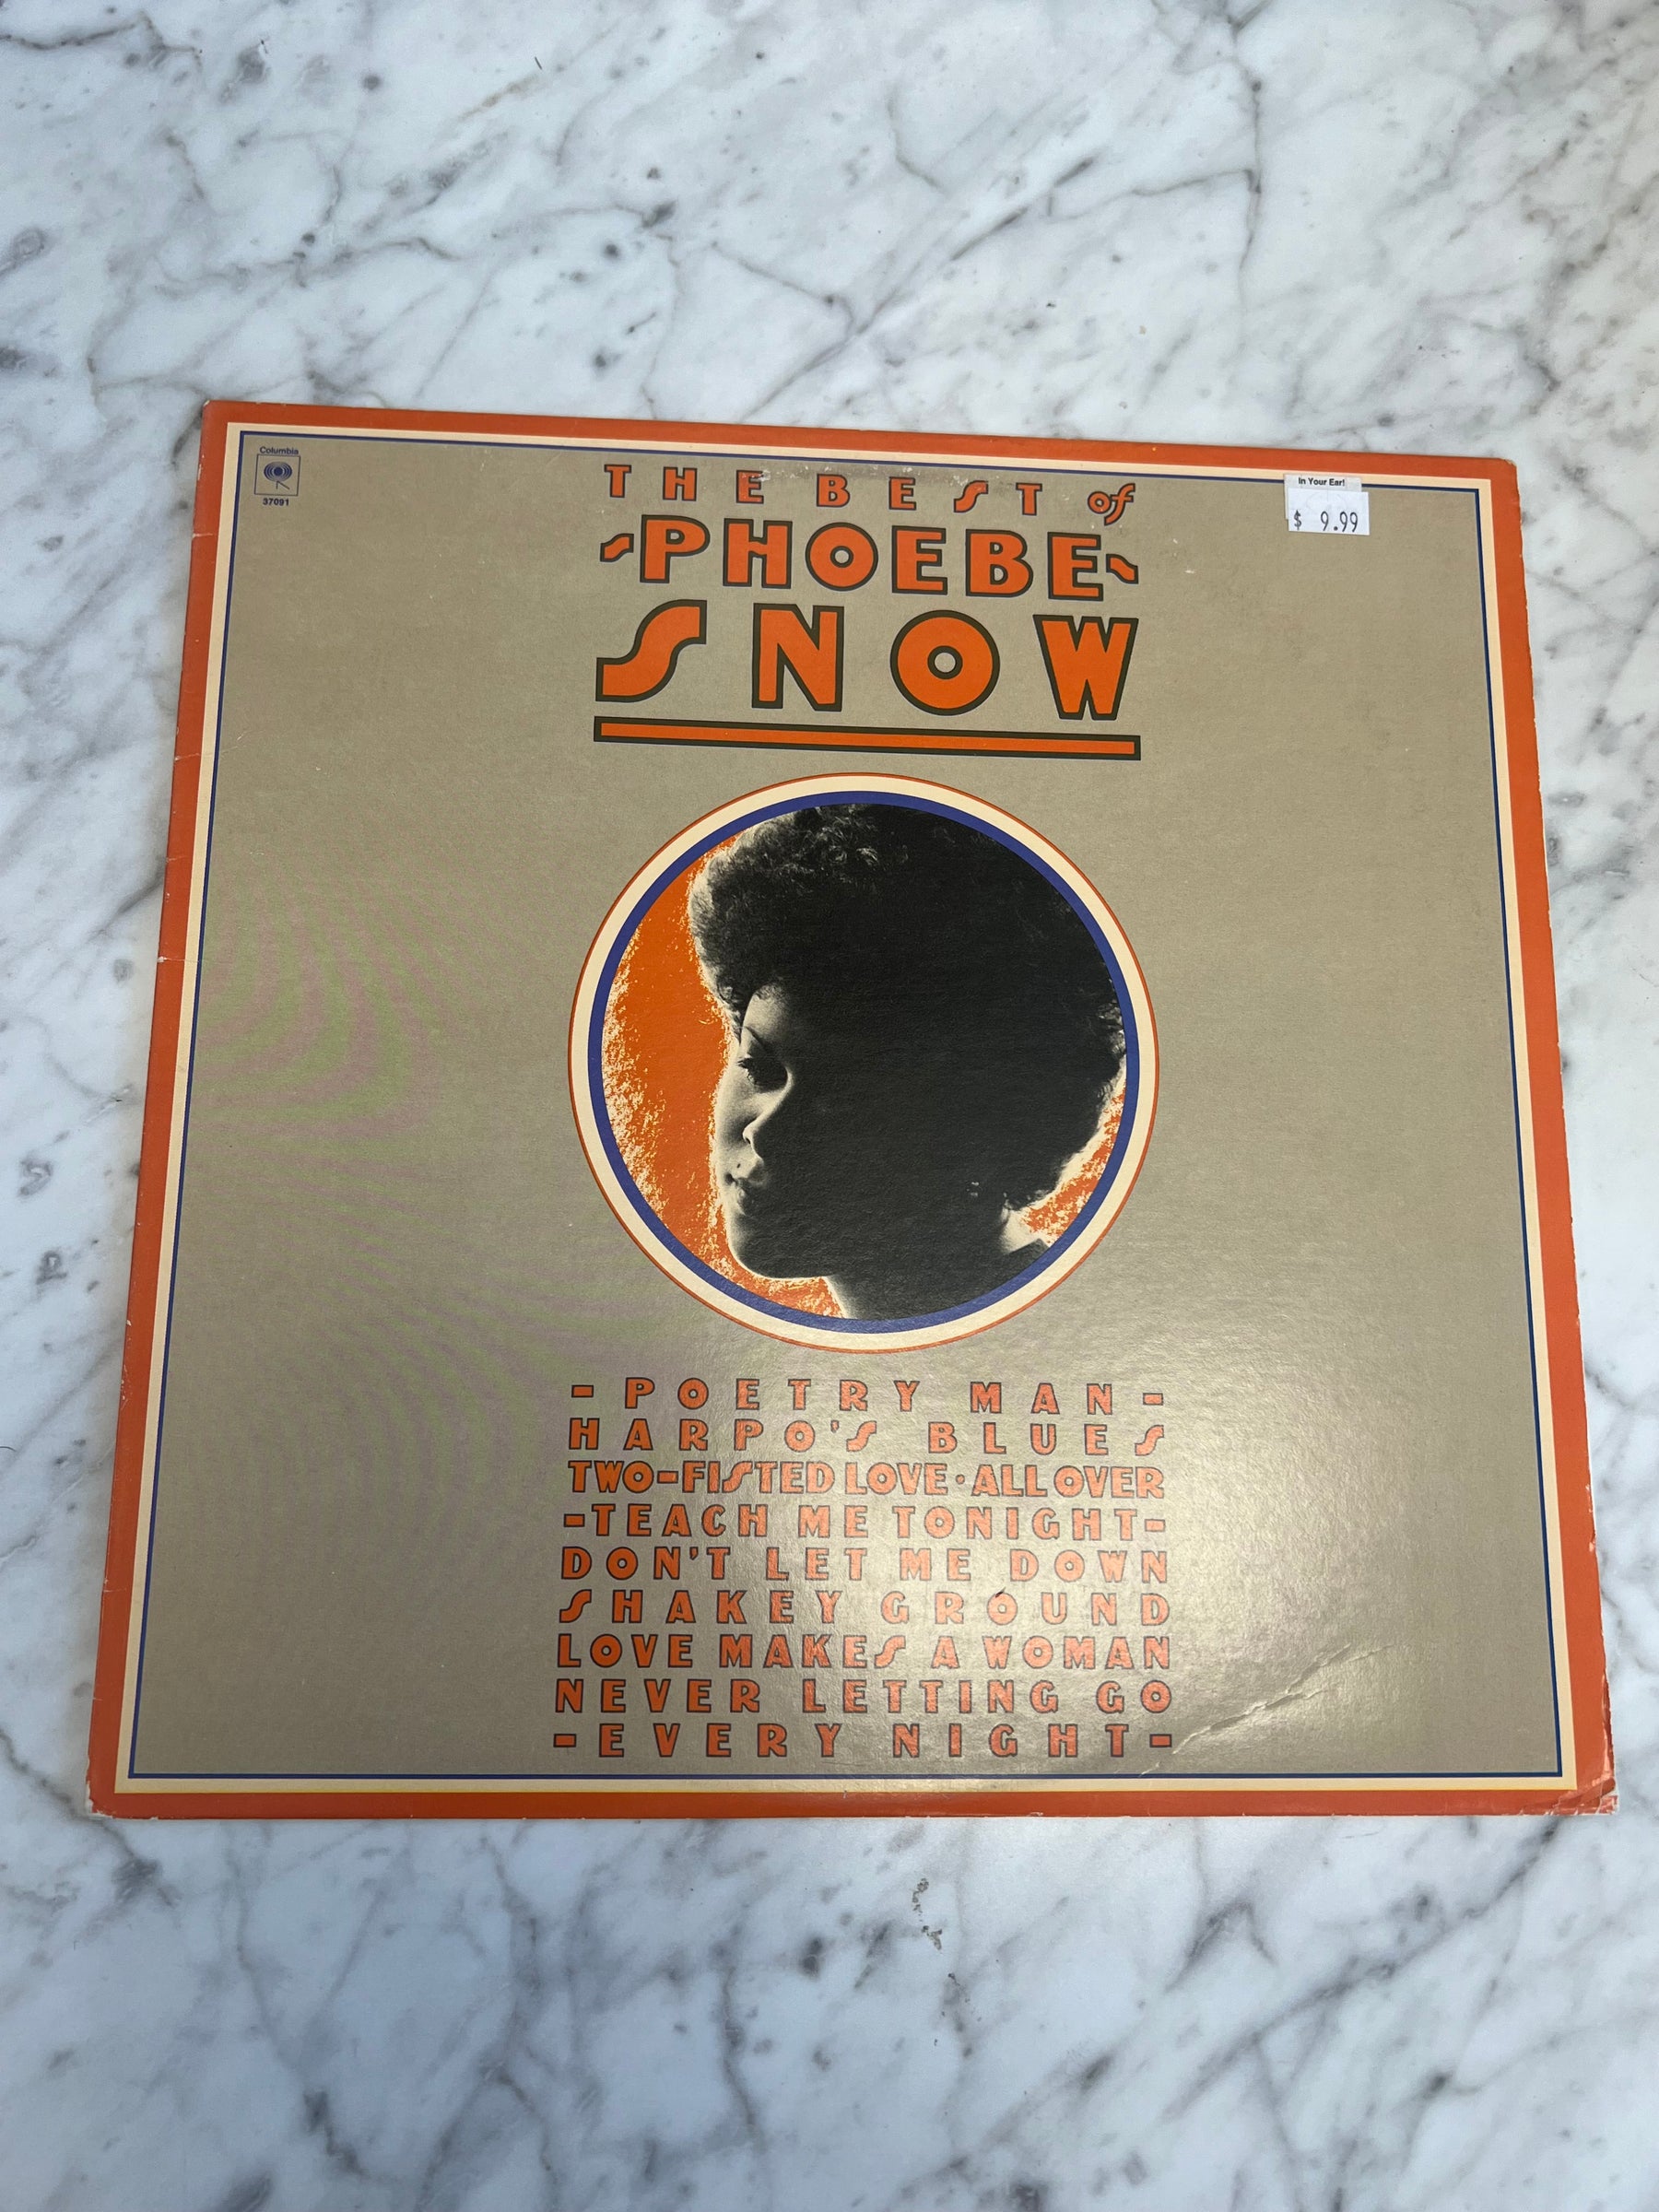 Columbia
37091
THE BEST of
In Your Ear!
$ 9.99
-PHOEBE-
SNOW
-POETRY MAN-
HARPO'S BLUES
TWO-FISTED LOVE·ALL OVER
-TEACH ME TONIGHT-
DON'T LET ME DOWN
SHAKEY GROUND
LOVE MAKES A WOMAN
NEVER LETTING GO
-EVERY NIGHT-